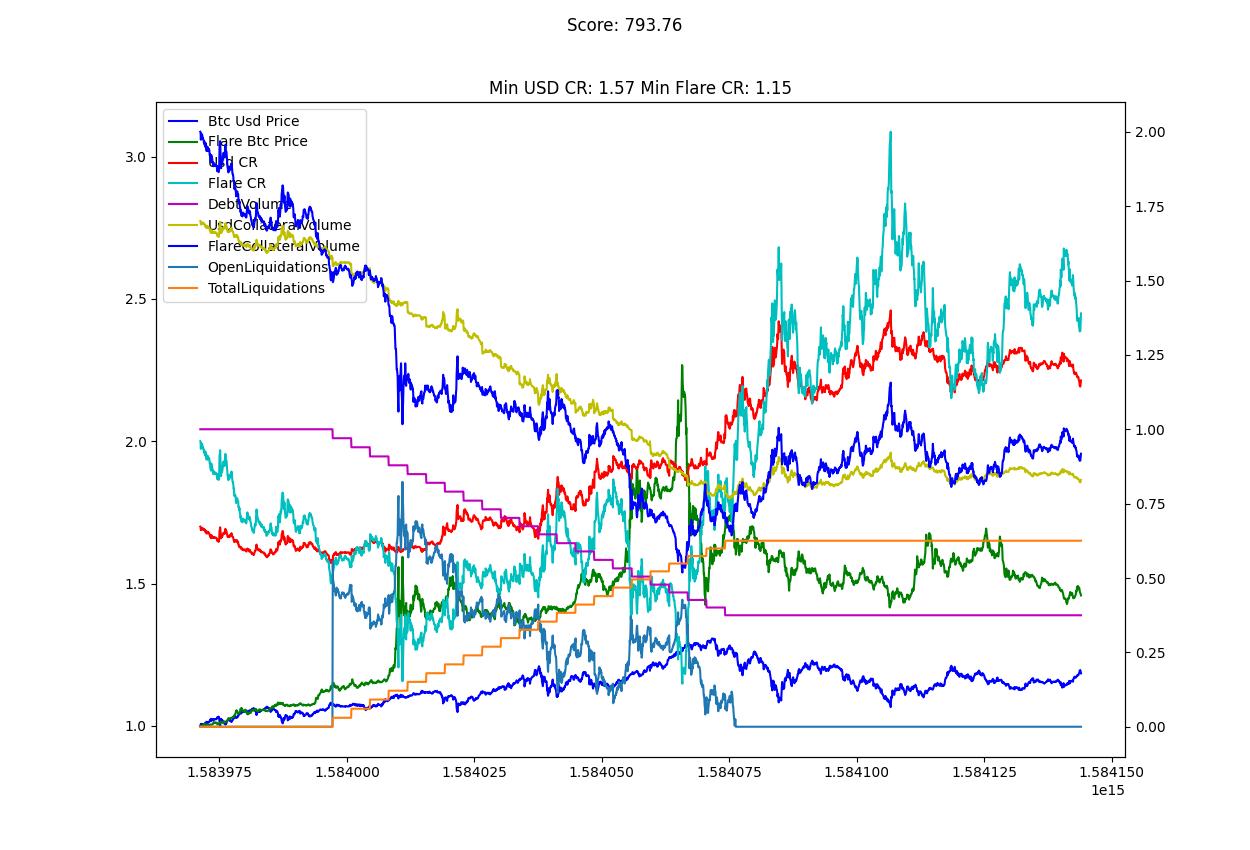 Score: 793.76
Min USD CR: 1.57 Min Flare CR: 1.15
Btc Usd Price
Flare Btc Price
Usd CR
Flare CR
DebtVolume
UsdCollateralVolume
FlareCollateralVolume
OpenLiquidations
TotalLiquidations
3.0
2.5
2.0
1.5
1.0
2.00
1.75
1.50
1.25
1.00
0.75
0.50
0.25
0.00
1.583975 1.584000 1.584025 1.584050 1.584075 1.584100 1.584125 1.584150
1e15